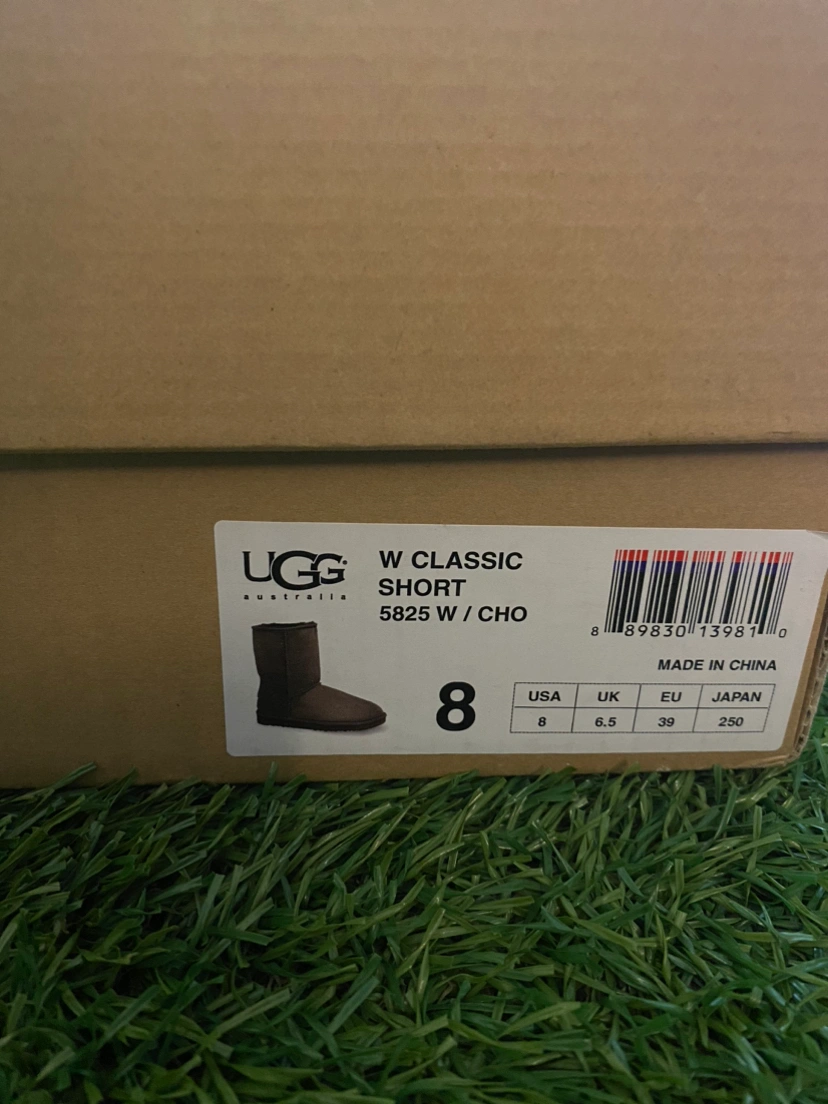 UGG®
australia
W CLASSIC
SHORT
5825 W / CHO
8 89830 13981 0
MADE IN CHINA
8
USA UK EU JAPAN
8 6.5 39 250